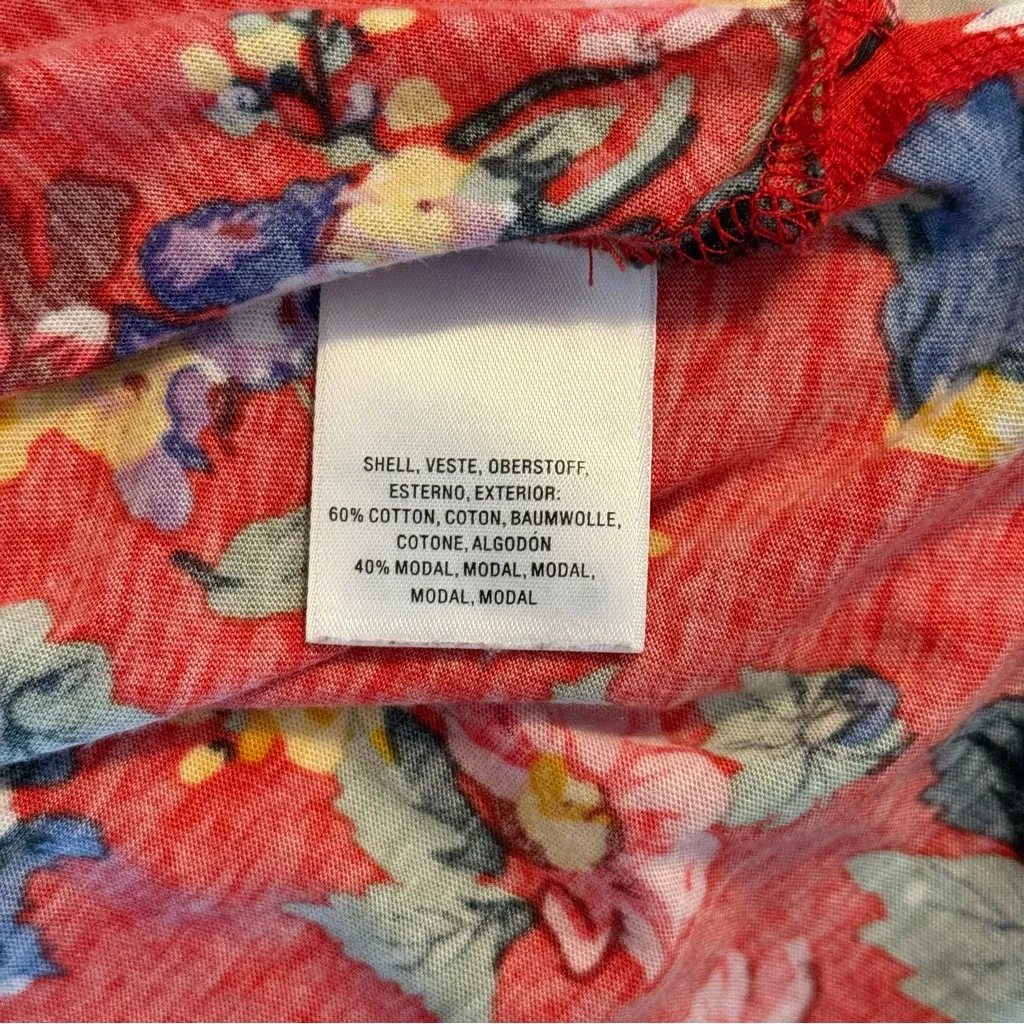 SHELL, VESTE, OBERSTOFF,
ESTERNO, EXTERIOR:
60% COTTON, COTON, BAUMWOLLE,
COTONE, ALGODÓN
40% MODAL, MODAL, MODAL,
MODAL, MODAL